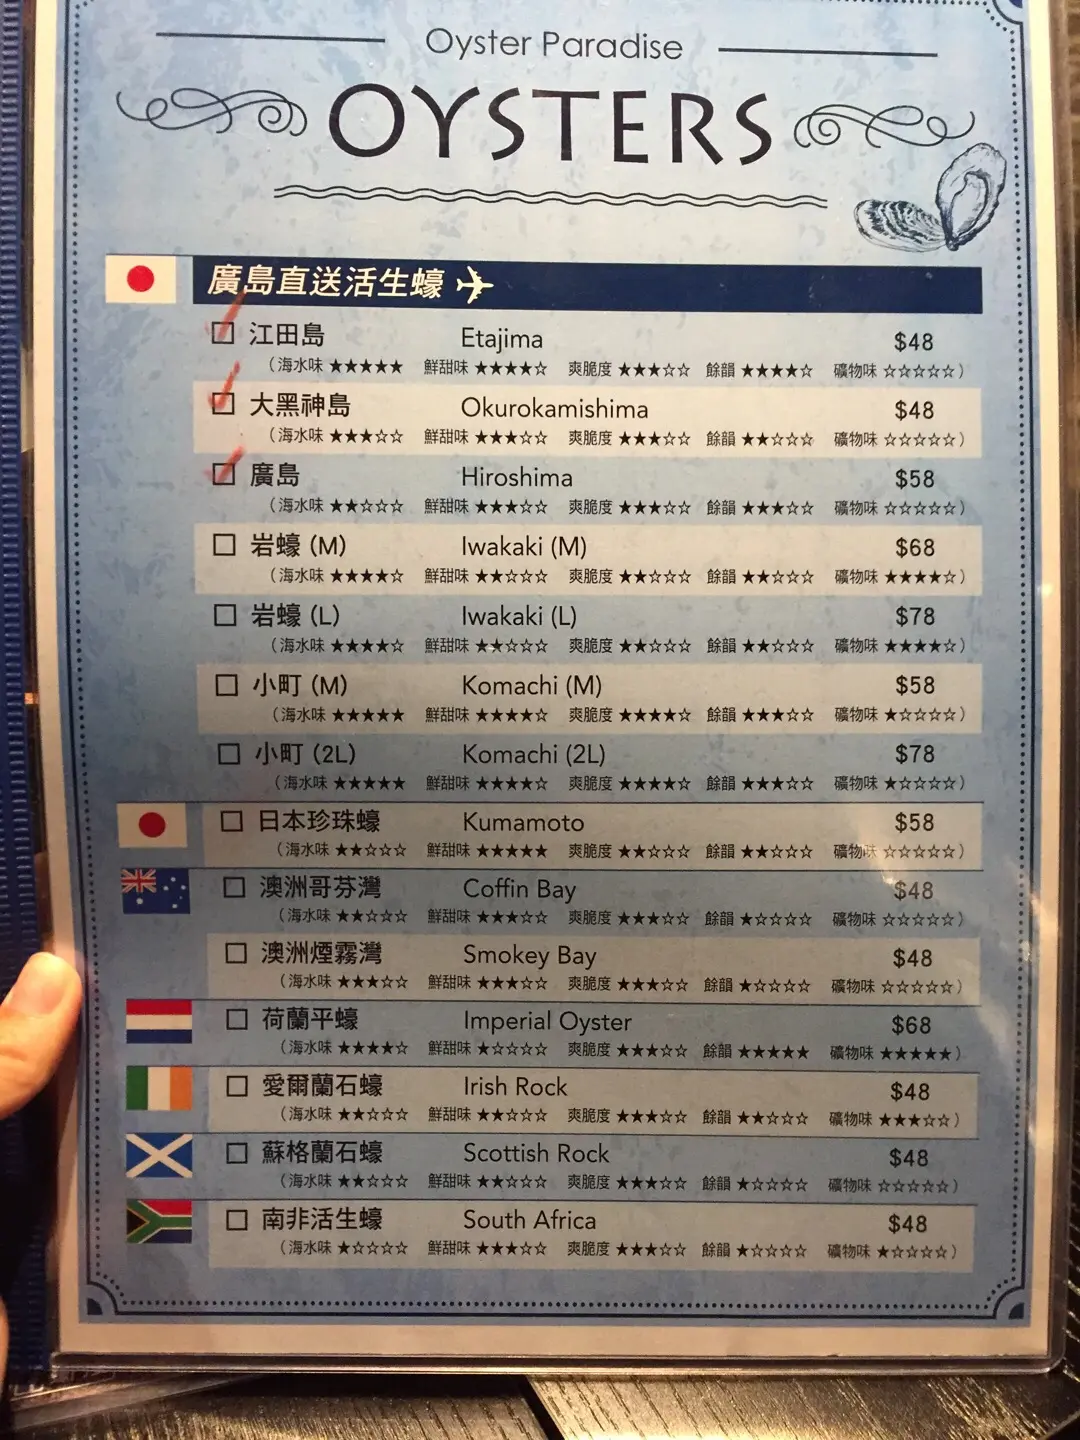 Oyster Paradise
OYSTERS
廣島直送活生蠔
江田島 Etajima $48
(海水味 ★★★★★ 鮮甜味 ★★★★☆ 爽脆度 ★★★☆☆ 餘韻 ★★★★☆ 礦物味 ☆☆☆☆☆)
大黑神島 Okurokamishima $48
(海水味 ★★★☆☆ 鮮甜味 ★★★☆☆ 爽脆度 ★★★☆☆ 餘韻 ★★☆☆☆ 礦物味 ☆☆☆☆☆)
廣島 Hiroshima $58
(海水味 ★★☆☆☆ 鮮甜味 ★★★☆☆ 爽脆度 ★★★☆☆ 餘韻 ★★★☆☆ 礦物味 ☆☆☆☆☆)
岩蠔 (M) Iwakaki (M) $68
(海水味 ★★★★☆ 鮮甜味 ★★☆☆☆ 爽脆度 ★★☆☆☆ 餘韻 ★★☆☆☆ 礦物味 ★★★★☆)
岩蠔 (L) Iwakaki (L) $78
(海水味 ★★★★☆ 鮮甜味 ★★☆☆☆ 爽脆度 ★★☆☆☆ 餘韻 ★★☆☆☆ 礦物味 ★★★★☆)
小町 (M) Komachi (M) $58
(海水味 ★★★★★ 鮮甜味 ★★★★☆ 爽脆度 ★★★★☆ 餘韻 ★★★☆☆ 礦物味 ★☆☆☆☆)
小町 (2L) Komachi (2L) $78
(海水味 ★★★★★ 鮮甜味 ★★★★☆ 爽脆度 ★★★★☆ 餘韻 ★★★☆☆ 礦物味 ★☆☆☆☆)
日本珍珠蠔 Kumamoto $58
(海水味 ★★☆☆☆ 鮮甜味 ★★★★★ 爽脆度 ★★☆☆☆ 餘韻 ★★☆☆☆ 礦物味 ☆☆☆☆☆)
澳洲哥芬灣 Coffin Bay $48
(海水味 ★★☆☆☆ 鮮甜味 ★★★☆☆ 爽脆度 ★★★☆☆ 餘韻 ★☆☆☆☆ 礦物味 ☆☆☆☆☆)
澳洲煙霧灣 Smokey Bay $48
(海水味 ★★★☆☆ 鮮甜味 ★★★☆☆ 爽脆度 ★★★☆☆ 餘韻 ★☆☆☆☆ 礦物味 ☆☆☆☆☆)
荷蘭平蠔 Imperial Oyster $68
(海水味 ★★★★☆ 鮮甜味 ★☆☆☆☆ 爽脆度 ★★★☆☆ 餘韻 ★★★★★ 礦物味 ★★★★★)
愛爾蘭石蠔 Irish Rock $48
(海水味 ★★☆☆☆ 鮮甜味 ★★☆☆☆ 爽脆度 ★★★☆☆ 餘韻 ★★☆☆☆ 礦物味 ★★★☆☆)
蘇格蘭石蠔 Scottish Rock $48
(海水味 ★★☆☆☆ 鮮甜味 ★★☆☆☆ 爽脆度 ★★★☆☆ 餘韻 ★☆☆☆☆ 礦物味 ☆☆☆☆☆)
南非活生蠔 South Africa $48
(海水味 ★☆☆☆☆ 鮮甜味 ★★★☆☆ 爽脆度 ★★★☆☆ 餘韻 ★☆☆☆☆ 礦物味 ★☆☆☆☆)